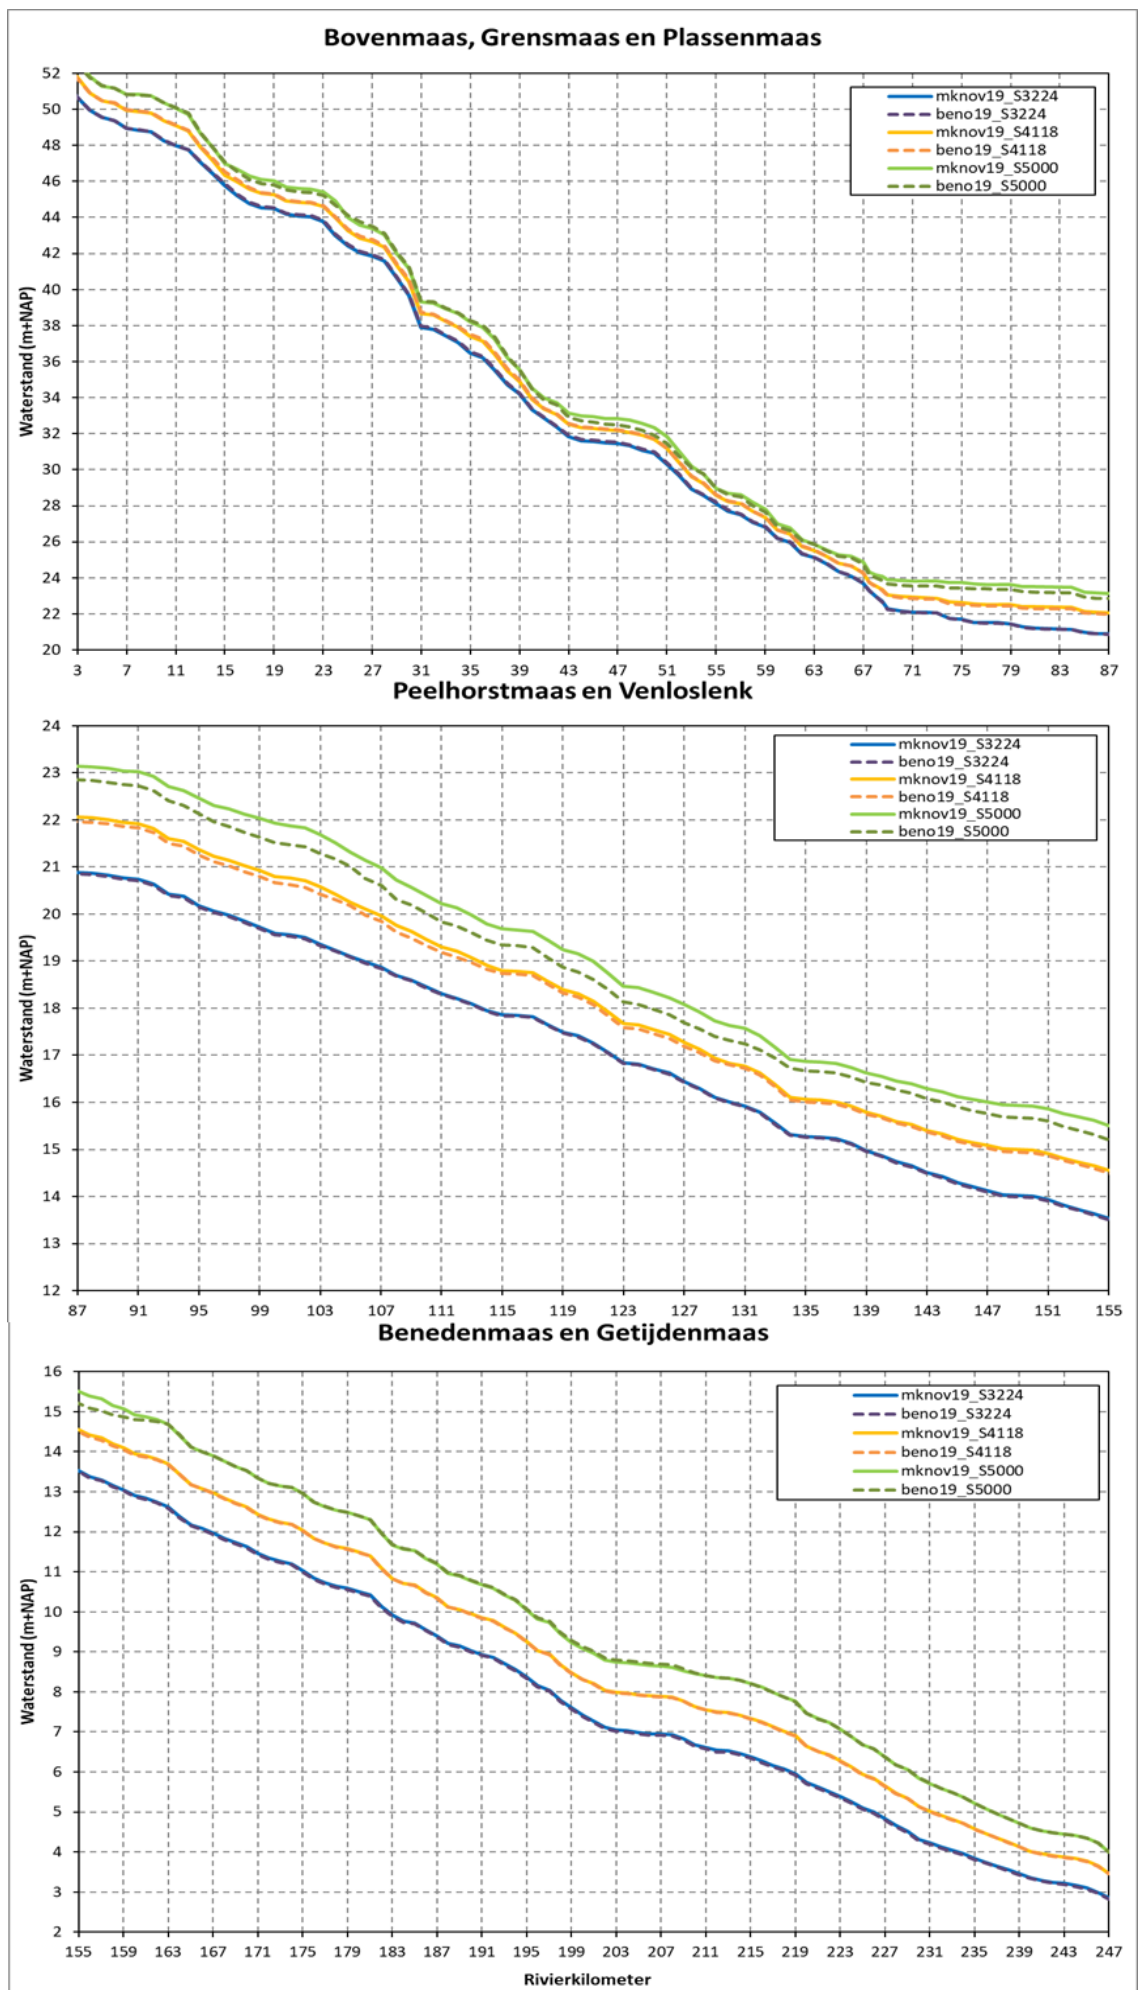 Bovenmaas, Grensmaas en Plassenmaas
Waterstand (m+NAP)
52
50
48
46
44
42
40
38
36
34
32
30
28
26
24
22
20
mknov19_S3224
beno19_S3224
mknov19_S4118
beno19_S4118
mknov19_S5000
beno19_S5000
3 7 11 15 19 23 27 31 35 39 43 47 51 55 59 63 67 71 75 79 83 87
Peelhorstmaas en Venloslenk
Waterstand (m+NAP)
24
23
22
21
20
19
18
17
16
15
14
13
12
mknov19_S3224
beno19_S3224
mknov19_S4118
beno19_S4118
mknov19_S5000
beno19_S5000
87 91 95 99 103 107 111 115 119 123 127 131 135 139 143 147 151 155
Benedenmaas en Getijdenmaas
Waterstand (m+NAP)
16
15
14
13
12
11
10
9
8
7
6
5
4
3
2
mknov19_S3224
beno19_S3224
mknov19_S4118
beno19_S4118
mknov19_S5000
beno19_S5000
155 159 163 167 171 175 179 183 187 191 195 199 203 207 211 215 219 223 227 231 235 239 243 247
Rivierkilometer